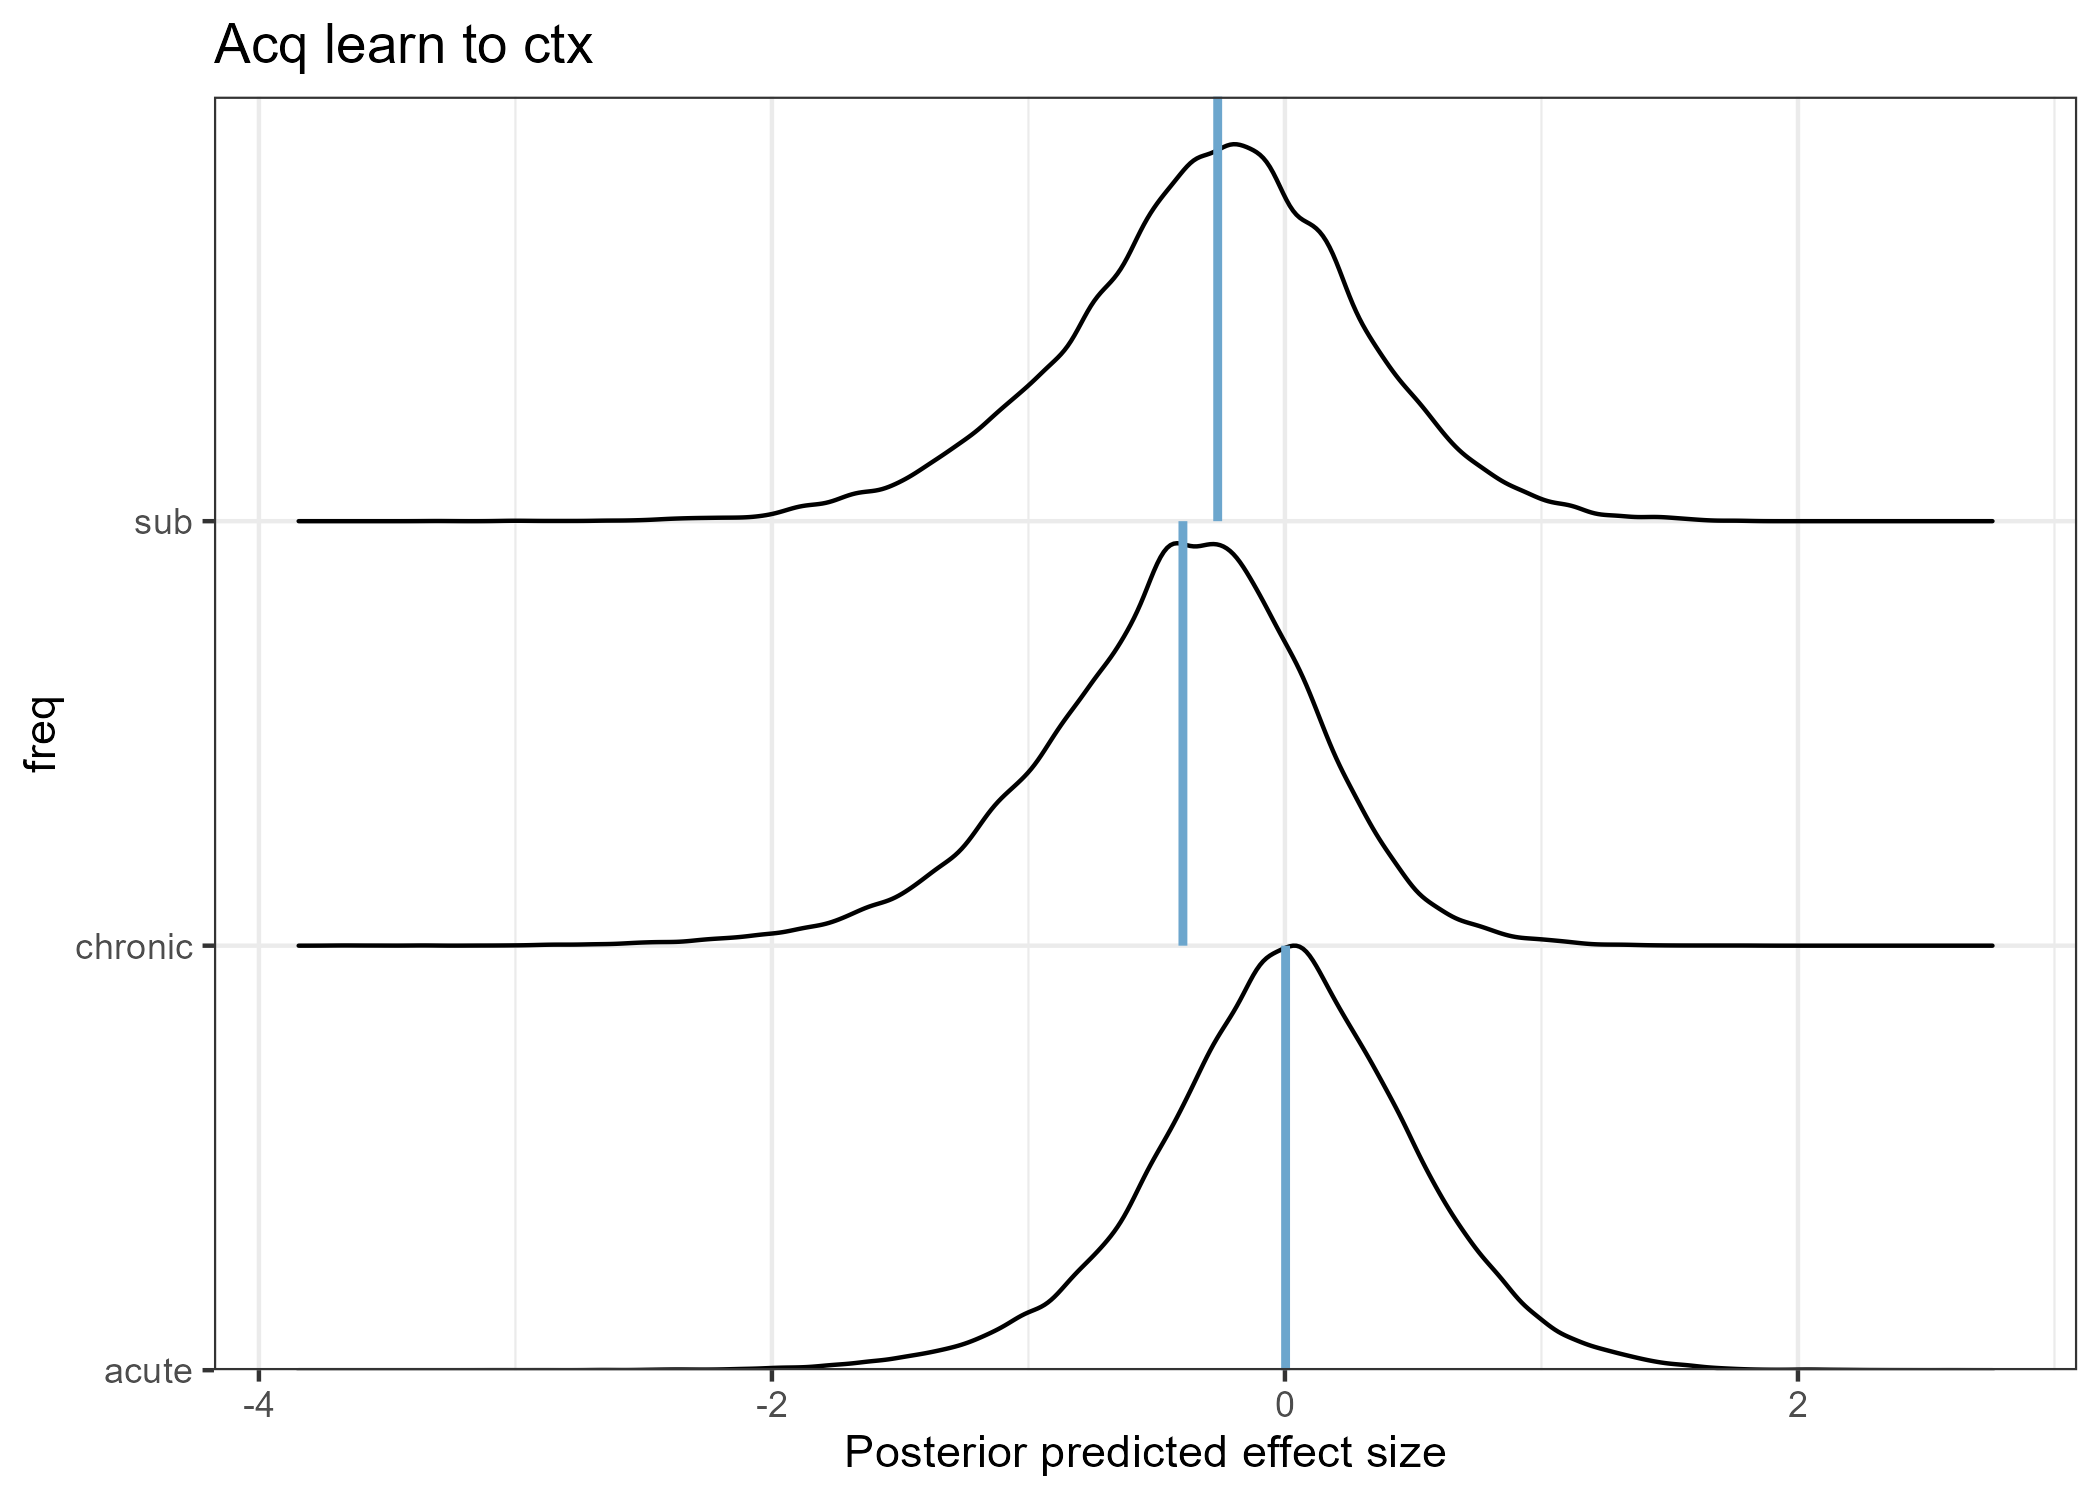 Acq learn to ctx
freq
sub
chronic
acute
-4 -2 0 2
Posterior predicted effect size